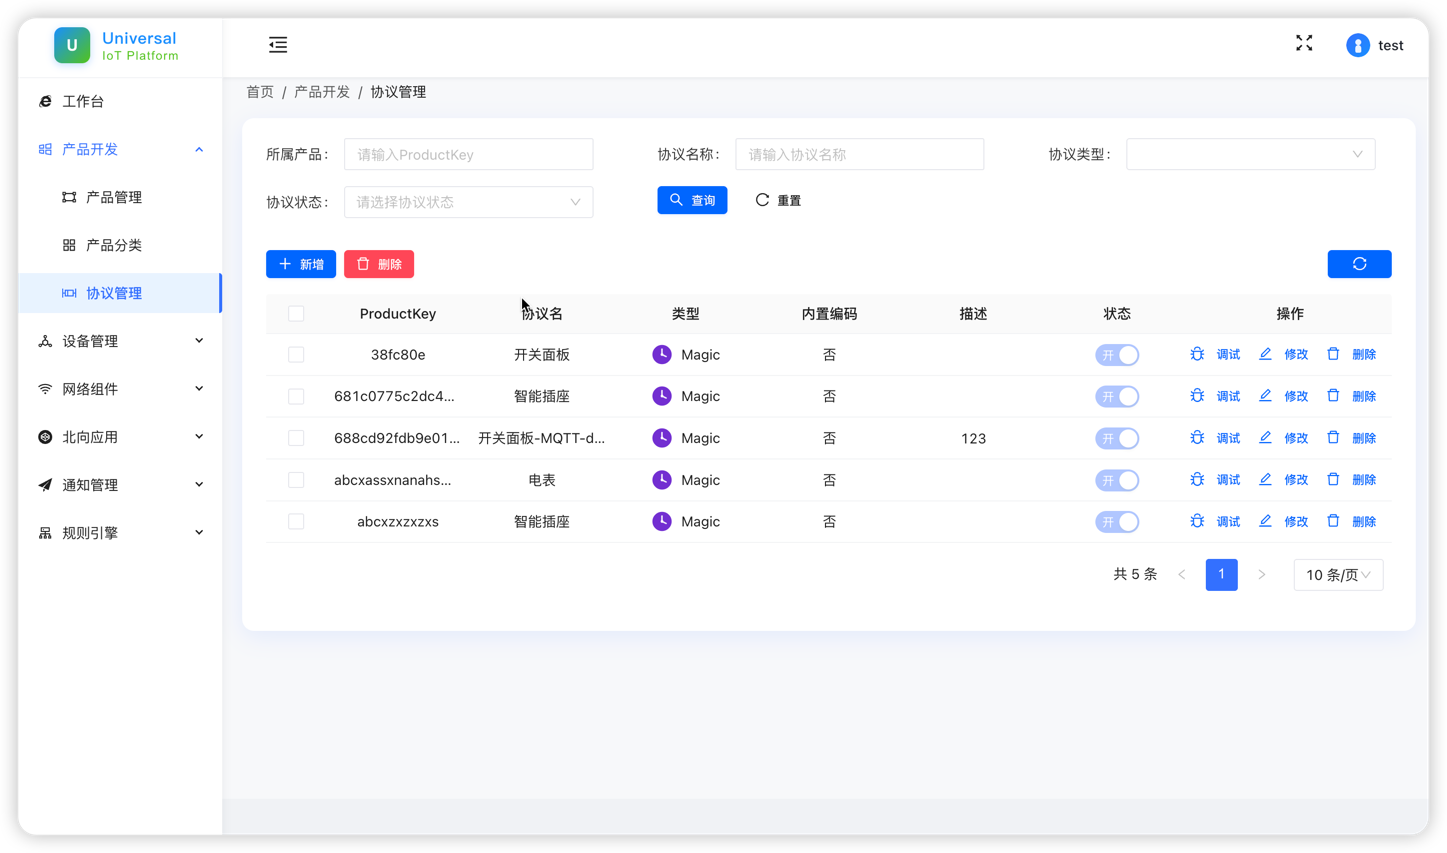 U Universal
IoT Platform
test
首页 / 产品开发 / 协议管理
工作台
产品开发
产品管理
产品分类
协议管理
设备管理
网络组件
北向应用
通知管理
规则引擎
所属产品: 请输入ProductKey 协议名称: 请输入协议名称 协议类型:
协议状态: 请选择协议状态 查询 重置
新增 删除
ProductKey 协议名 类型 内置编码 描述 状态 操作
38fc80e 开关面板 Magic 否 开 调试 修改 删除
681c0775c2dc4... 智能插座 Magic 否 开 调试 修改 删除
688cd92fdb9e01... 开关面板-MQTT-d... Magic 否 123 开 调试 修改 删除
abcxassxnanahs... 电表 Magic 否 开 调试 修改 删除
abcxzxzxzxs 智能插座 Magic 否 开 调试 修改 删除
共 5 条 < 1 > 10 条/页